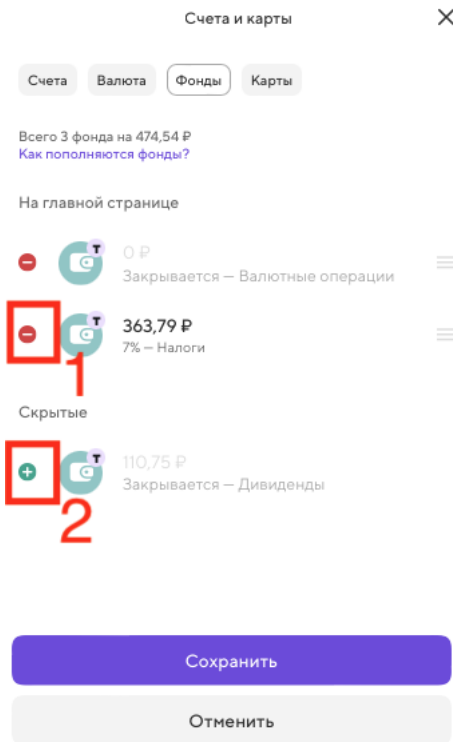 Счета и карты
Счета Валюта Фонды Карты
Всего 3 фонда на 474,54 ₽
Как пополняются фонды?
На главной странице
Т
0 ₽
Закрывается — Валютные операции
Т
363,79 ₽
7% — Налоги
1
Скрытые
Т
110,75 ₽
Закрывается — Дивиденды
2
Сохранить
Отменить